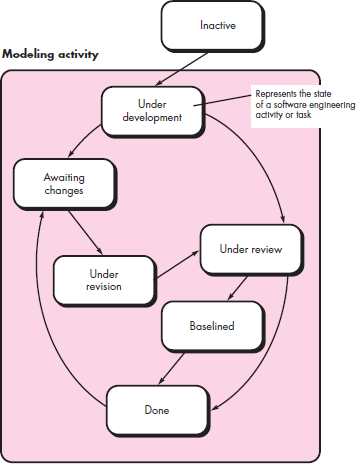 Inactive
Modeling activity
Represents the state
of a software engineering
activity or task
Under
development
Awaiting
changes
Under review
Under
revision
Baselined
Done